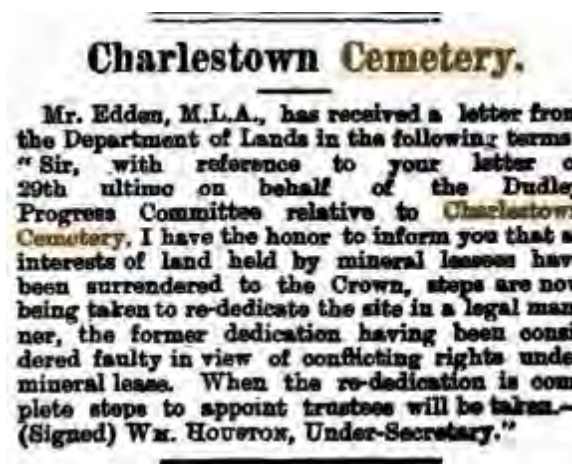 Charlestown Cemetery.
Mr. Edden, M.L.A., has received a letter from
the Department of Lands in the following terms
"Sir, with reference to your letter o
29th ultimo on behalf of the Dudley
Progress Committee relative to Charlestown
Cemetery, I have the honor to inform you that a
interests of land held by mineral lessees have
been surrendered to the Crown, steps are now
being taken to re-dedicate the site in a legal man
ner, the former dedication having been consi
dered faulty in view of conflicting rights unde
mineral lease. When the re-dedication is com
plete steps to appoint trustees will be taken.—
(Signed) WM. HOUSTON, Under-Secretary."